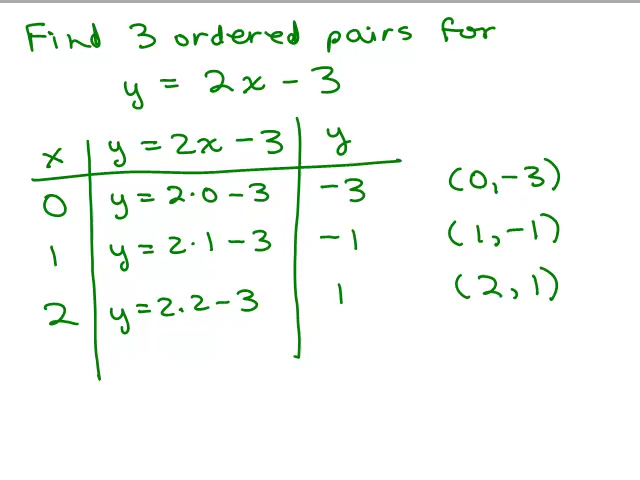 Find 3 ordered pairs for
y = 2x - 3
x y = 2x - 3 y
0 y = 2·0 - 3 -3 (0, -3)
1 y = 2·1 - 3 -1 (1, -1)
2 y = 2·2 - 3 1 (2, 1)